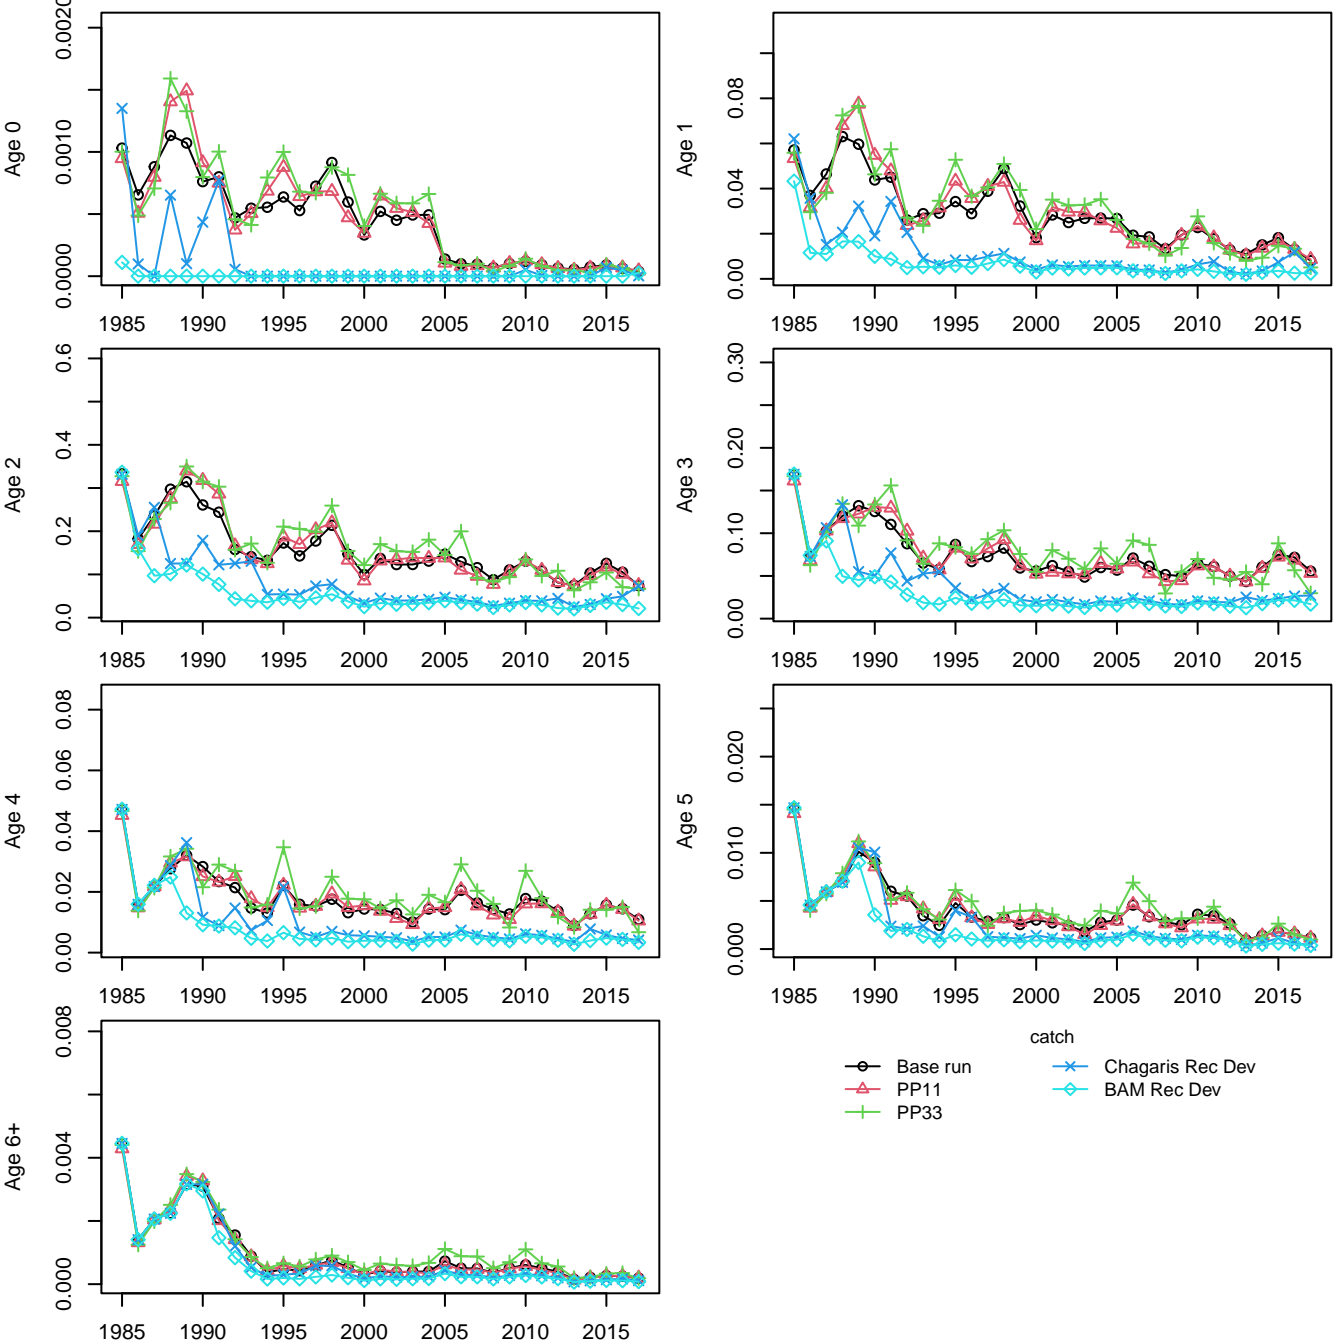 Age 0
0.0000 0.0010 0.0020
1985 1990 1995 2000 2005 2010 2015
Age 1
0.00 0.04 0.08
1985 1990 1995 2000 2005 2010 2015
Age 2
0.0 0.2 0.4 0.6
1985 1990 1995 2000 2005 2010 2015
Age 3
0.00 0.10 0.20 0.30
1985 1990 1995 2000 2005 2010 2015
Age 4
0.00 0.02 0.04 0.06 0.08
1985 1990 1995 2000 2005 2010 2015
Age 5
0.000 0.010 0.020
1985 1990 1995 2000 2005 2010 2015
Age 6+
0.000 0.004 0.008
1985 1990 1995 2000 2005 2010 2015
catch
Base run
PP11
PP33
Chagaris Rec Dev
BAM Rec Dev